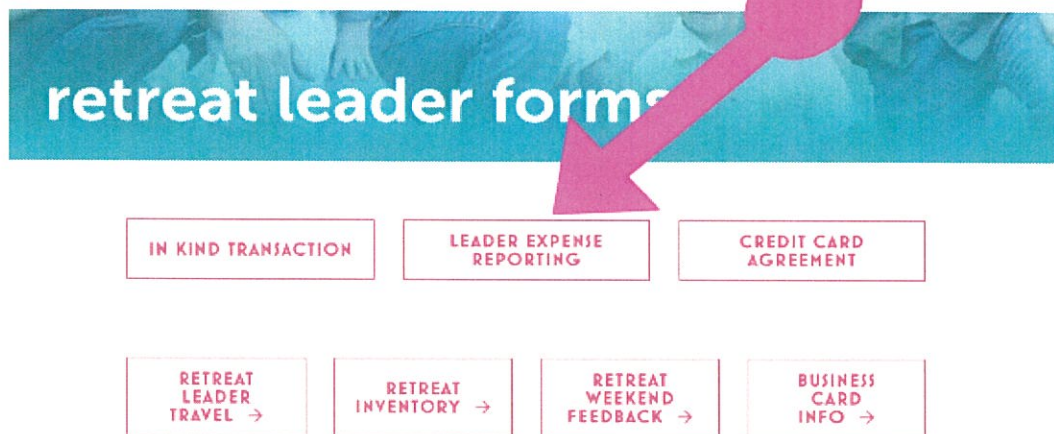 retreat leader forms
IN KIND TRANSACTION
LEADER EXPENSE
REPORTING
CREDIT CARD
AGREEMENT
RETREAT
LEADER
TRAVEL →
RETREAT
INVENTORY →
RETREAT
WEEKEND
FEEDBACK →
BUSINESS
CARD
INFO →